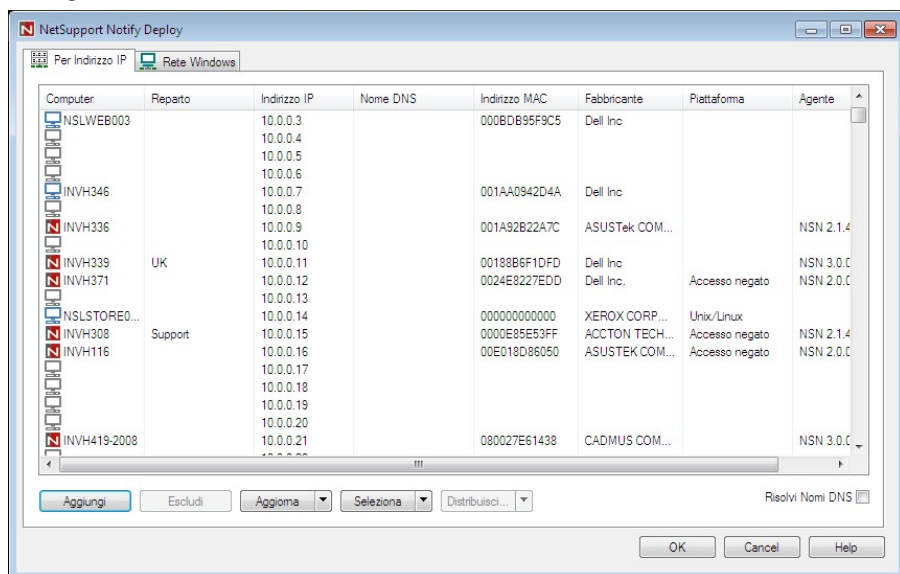 NetSupport Notify Deploy
Per Indirizzo IP Rete Windows
Computer Reparto Indirizzo IP Nome DNS Indirizzo MAC Fabbricante Piattaforma Agente
NSLWEB003 10.0.0.3 000BDB95F9C5 Dell Inc
10.0.0.4
10.0.0.5
10.0.0.6
INVH346 10.0.0.7 001AA0942D4A Dell Inc
10.0.0.8
INVH336 10.0.0.9 001A92B22A7C ASUSTek COM... NSN 2.1.4
10.0.0.10
INVH339 UK 10.0.0.11 00188B6F1DFD Dell Inc NSN 3.0.0
INVH371 10.0.0.12 0024E8227EDD Dell Inc. Accesso negato NSN 2.0.0
10.0.0.13
NSLSTORE0... 10.0.0.14 000000000000 XEROX CORP... Unix/Linux
INVH308 Support 10.0.0.15 0000E85E53FF ACCTON TECH... Accesso negato NSN 2.1.4
INVH116 10.0.0.16 00E018D86050 ASUSTEK COM... Accesso negato NSN 2.0.0
10.0.0.17
10.0.0.18
10.0.0.19
10.0.0.20
INVH419-2008 10.0.0.21 080027E61438 CADMUS COM... NSN 3.0.0
Aggiungi Escludi Aggiorna Seleziona Distribuisci... Risolvi Nomi DNS
OK Cancel Help